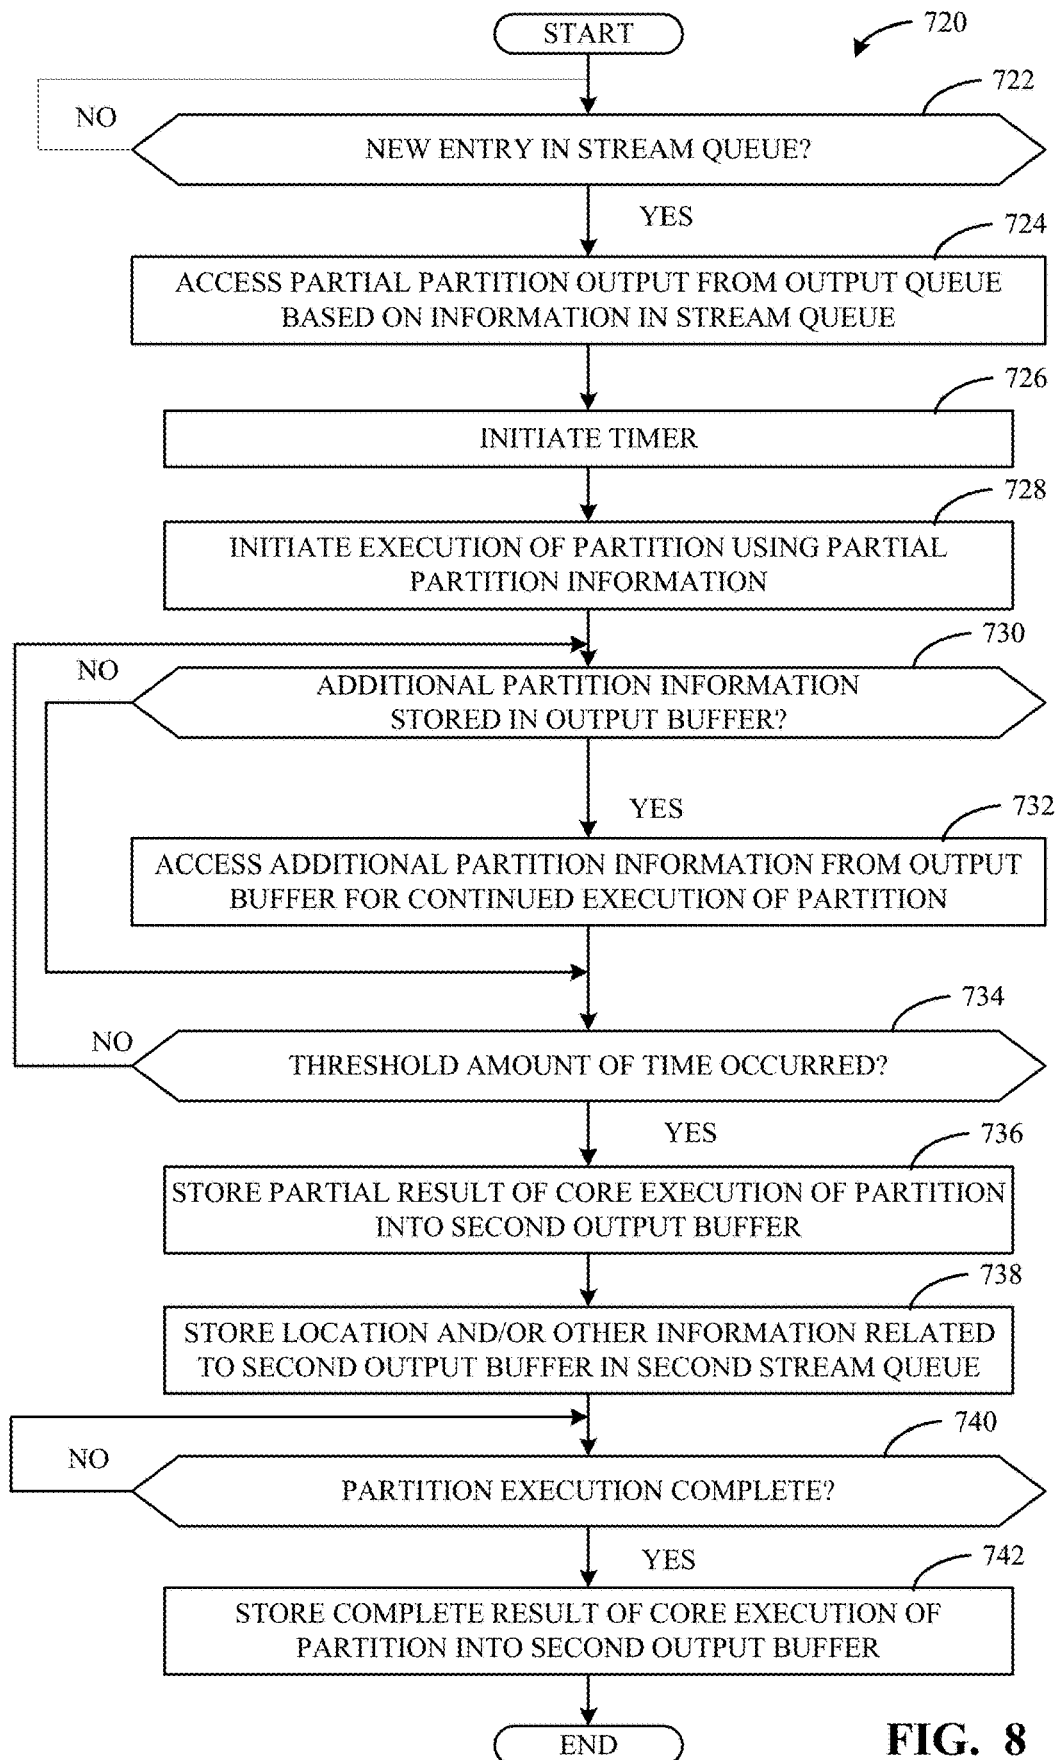 START
720
722
NO
NEW ENTRY IN STREAM QUEUE?
YES
724
ACCESS PARTIAL PARTITION OUTPUT FROM OUTPUT QUEUE
BASED ON INFORMATION IN STREAM QUEUE
726
INITIATE TIMER
728
INITIATE EXECUTION OF PARTITION USING PARTIAL
PARTITION INFORMATION
730
NO
ADDITIONAL PARTITION INFORMATION
STORED IN OUTPUT BUFFER?
YES
732
ACCESS ADDITIONAL PARTITION INFORMATION FROM OUTPUT
BUFFER FOR CONTINUED EXECUTION OF PARTITION
734
NO
THRESHOLD AMOUNT OF TIME OCCURRED?
YES
736
STORE PARTIAL RESULT OF CORE EXECUTION OF PARTITION
INTO SECOND OUTPUT BUFFER
738
STORE LOCATION AND/OR OTHER INFORMATION RELATED
TO SECOND OUTPUT BUFFER IN SECOND STREAM QUEUE
740
NO
PARTITION EXECUTION COMPLETE?
YES
742
STORE COMPLETE RESULT OF CORE EXECUTION OF
PARTITION INTO SECOND OUTPUT BUFFER
END
FIG. 8